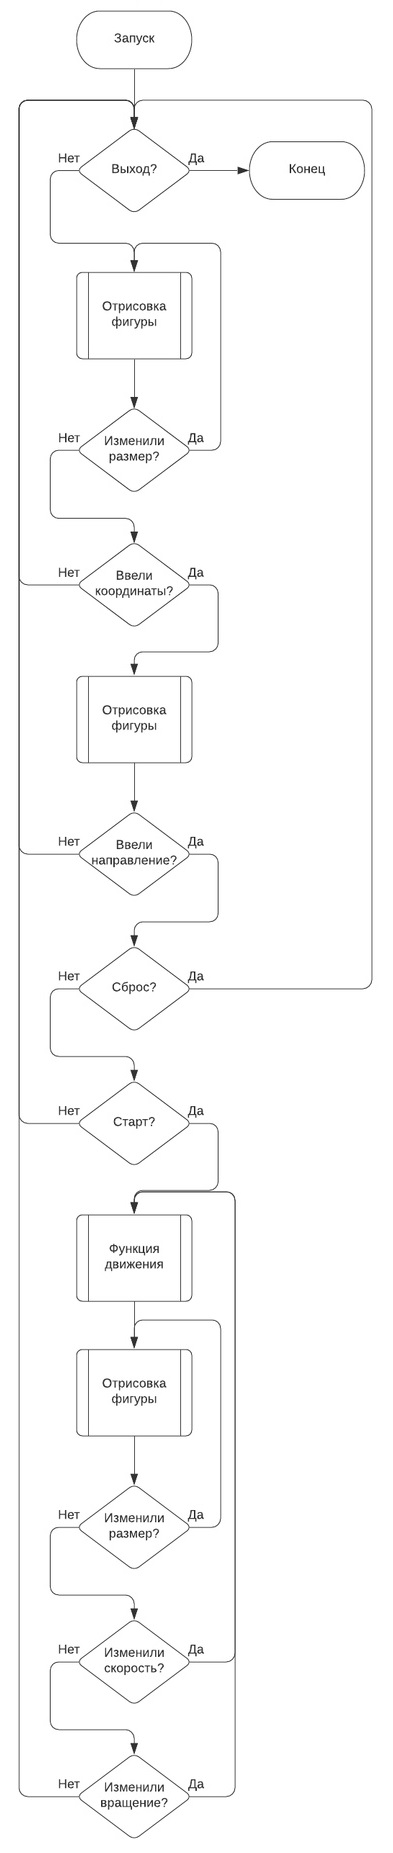 Запуск
Нет
Да
Выход?
Конец
Отрисовка
фигуры
Нет
Да
Изменили
размер?
Нет
Да
Ввели
координаты?
Отрисовка
фигуры
Нет
Да
Ввели
направление?
Нет
Да
Сброс?
Нет
Да
Старт?
Функция
движения
Отрисовка
фигуры
Нет
Да
Изменили
размер?
Нет
Да
Изменили
скорость?
Нет
Да
Изменили
вращение?